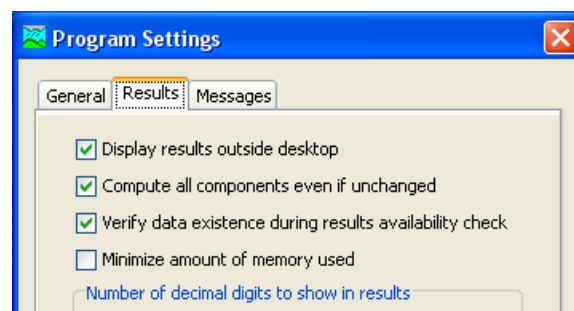 Program Settings
General Results Messages
Display results outside desktop
Compute all components even if unchanged
Verify data existence during results availability check
Minimize amount of memory used
Number of decimal digits to show in results